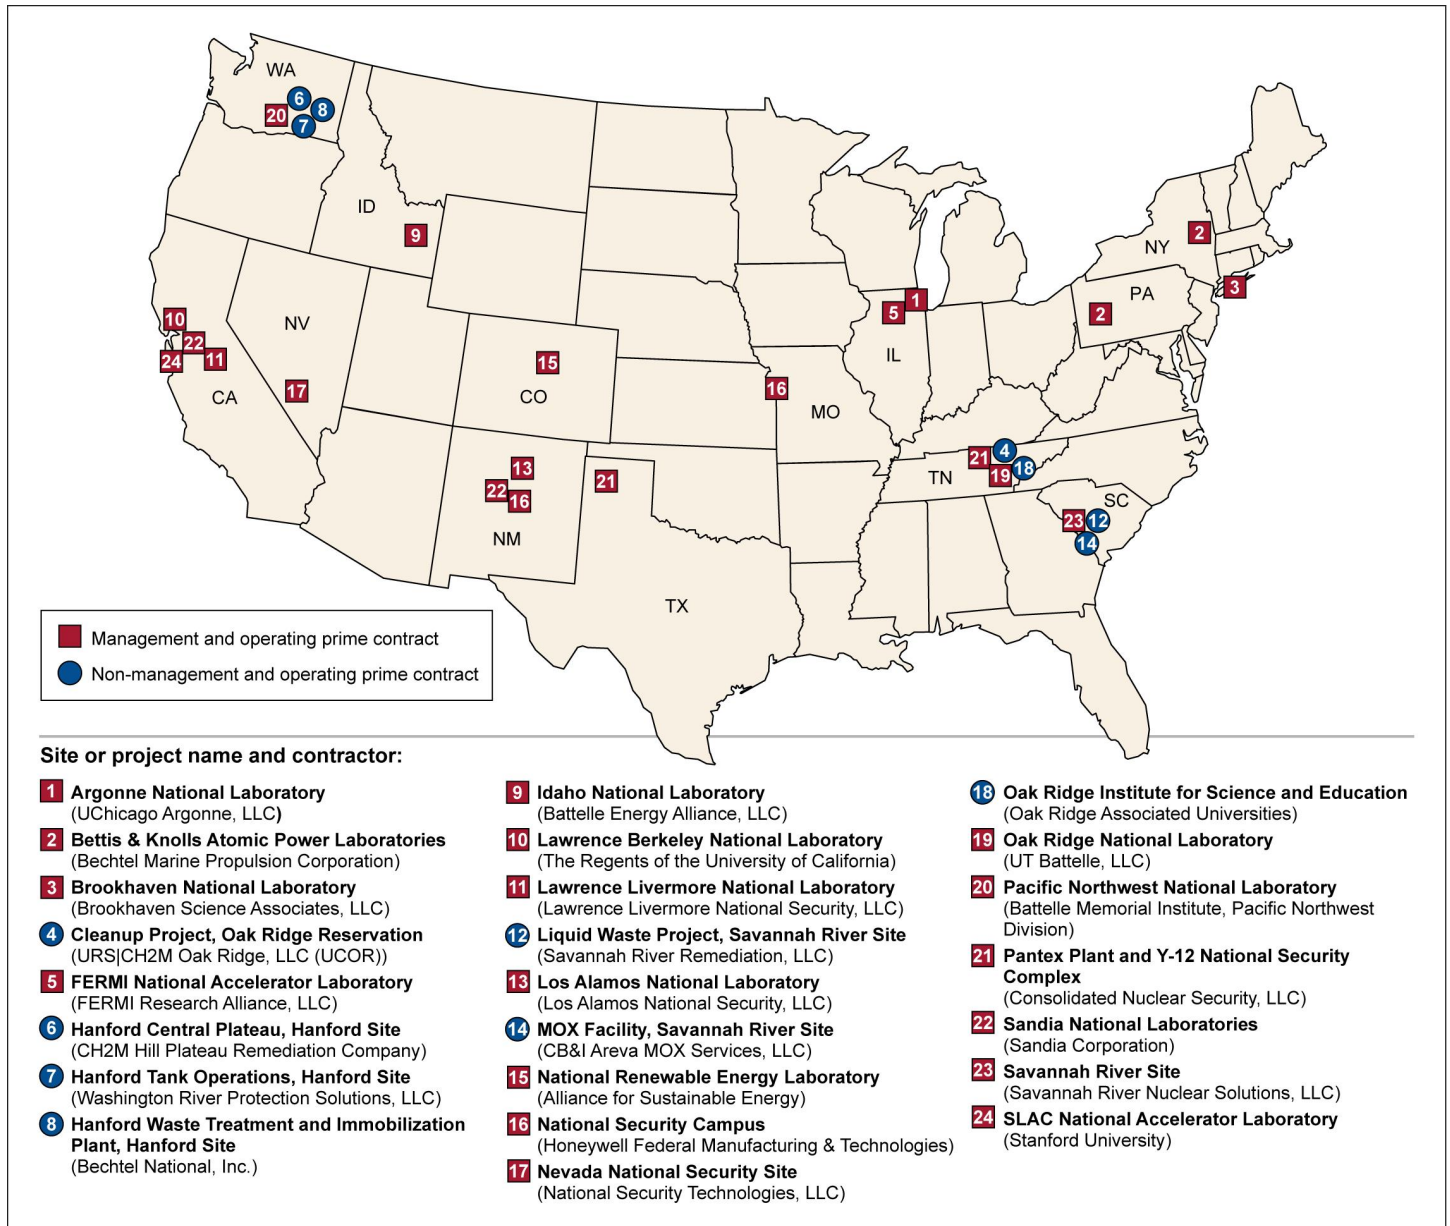 WA
6
8
20
7
ID
9
NY
2
3
PA
2
1
5
IL
10
22
24
11
CA
NV
17
15
CO
16
MO
13
22
16
NM
21
TX
21
4
18
19
TN
SC
23
12
14
Management and operating prime contract
Non-management and operating prime contract
Site or project name and contractor:
1 Argonne National Laboratory
(UChicago Argonne, LLC)
2 Bettis & Knolls Atomic Power Laboratories
(Bechtel Marine Propulsion Corporation)
3 Brookhaven National Laboratory
(Brookhaven Science Associates, LLC)
4 Cleanup Project, Oak Ridge Reservation
(URS|CH2M Oak Ridge, LLC (UCOR))
5 FERMI National Accelerator Laboratory
(FERMI Research Alliance, LLC)
6 Hanford Central Plateau, Hanford Site
(CH2M Hill Plateau Remediation Company)
7 Hanford Tank Operations, Hanford Site
(Washington River Protection Solutions, LLC)
8 Hanford Waste Treatment and Immobilization
Plant, Hanford Site
(Bechtel National, Inc.)
9 Idaho National Laboratory
(Battelle Energy Alliance, LLC)
10 Lawrence Berkeley National Laboratory
(The Regents of the University of California)
11 Lawrence Livermore National Laboratory
(Lawrence Livermore National Security, LLC)
12 Liquid Waste Project, Savannah River Site
(Savannah River Remediation, LLC)
13 Los Alamos National Laboratory
(Los Alamos National Security, LLC)
14 MOX Facility, Savannah River Site
(CB&I Areva MOX Services, LLC)
15 National Renewable Energy Laboratory
(Alliance for Sustainable Energy)
16 National Security Campus
(Honeywell Federal Manufacturing & Technologies)
17 Nevada National Security Site
(National Security Technologies, LLC)
18 Oak Ridge Institute for Science and Education
(Oak Ridge Associated Universities)
19 Oak Ridge National Laboratory
(UT Battelle, LLC)
20 Pacific Northwest National Laboratory
(Battelle Memorial Institute, Pacific Northwest
Division)
21 Pantex Plant and Y-12 National Security
Complex
(Consolidated Nuclear Security, LLC)
22 Sandia National Laboratories
(Sandia Corporation)
23 Savannah River Site
(Savannah River Nuclear Solutions, LLC)
24 SLAC National Accelerator Laboratory
(Stanford University)